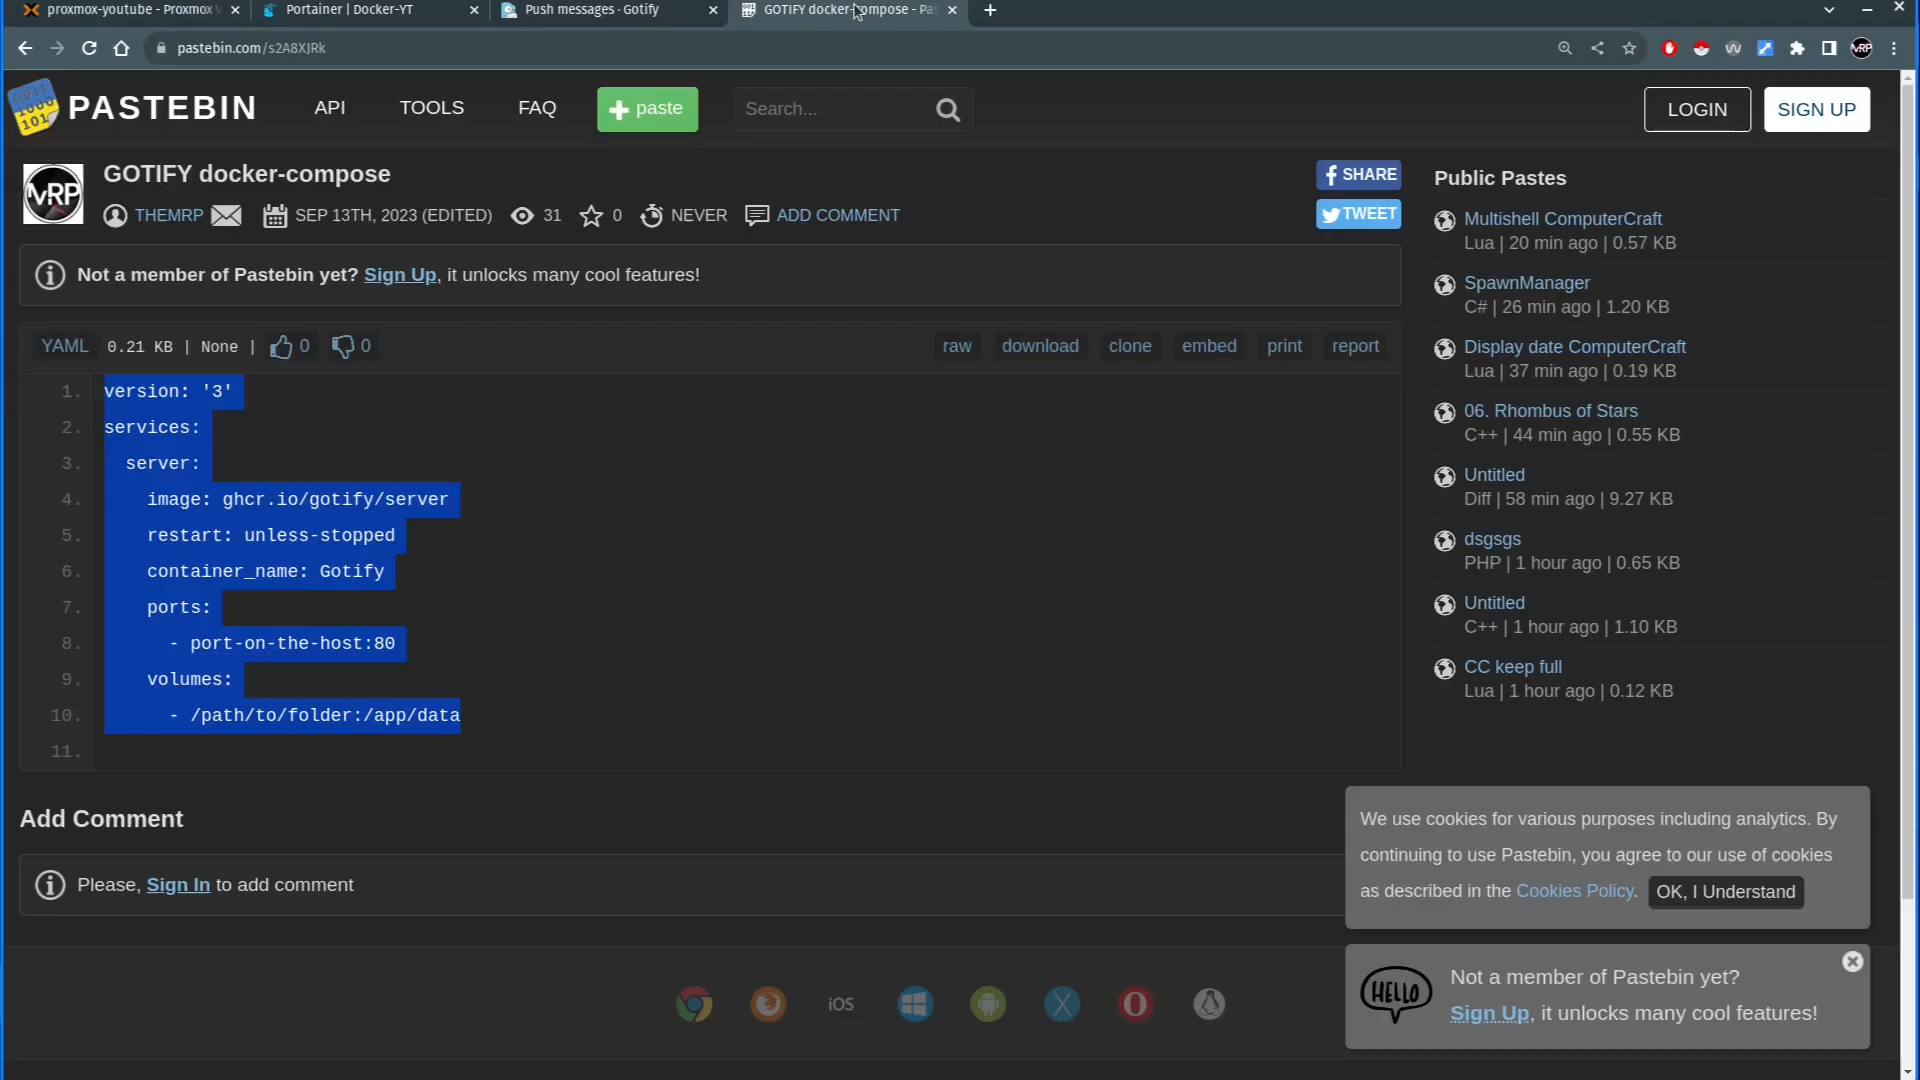 proxmox-youtube - Proxmox
Portainer | Docker-YT
Push messages · Gotify
GOTIFY docker-compose - Pas
pastebin.com/s2A8XJRk
PASTEBIN
API
TOOLS
FAQ
paste
Search...
LOGIN
SIGN UP
GOTIFY docker-compose
THEMRP
SEP 13TH, 2023 (EDITED)
31
0
NEVER
ADD COMMENT
SHARE
TWEET
Not a member of Pastebin yet? Sign Up, it unlocks many cool features!
YAML 0.21 KB | None | 0 0
raw
download
clone
embed
print
report
1. version: '3'
2. services:
3. server:
4. image: ghcr.io/gotify/server
5. restart: unless-stopped
6. container_name: Gotify
7. ports:
8. - port-on-the-host:80
9. volumes:
10. - /path/to/folder:/app/data
11.
Add Comment
Please, Sign In to add comment
Public Pastes
Multishell ComputerCraft
Lua | 20 min ago | 0.57 KB
SpawnManager
C# | 26 min ago | 1.20 KB
Display date ComputerCraft
Lua | 37 min ago | 0.19 KB
06. Rhombus of Stars
C++ | 44 min ago | 0.55 KB
Untitled
Diff | 58 min ago | 9.27 KB
dsgsgs
PHP | 1 hour ago | 0.65 KB
Untitled
C++ | 1 hour ago | 1.10 KB
CC keep full
Lua | 1 hour ago | 0.12 KB
We use cookies for various purposes including analytics. By
continuing to use Pastebin, you agree to our use of cookies
as described in the Cookies Policy. OK, I Understand
HELLO
Not a member of Pastebin yet?
Sign Up, it unlocks many cool features!
iOS